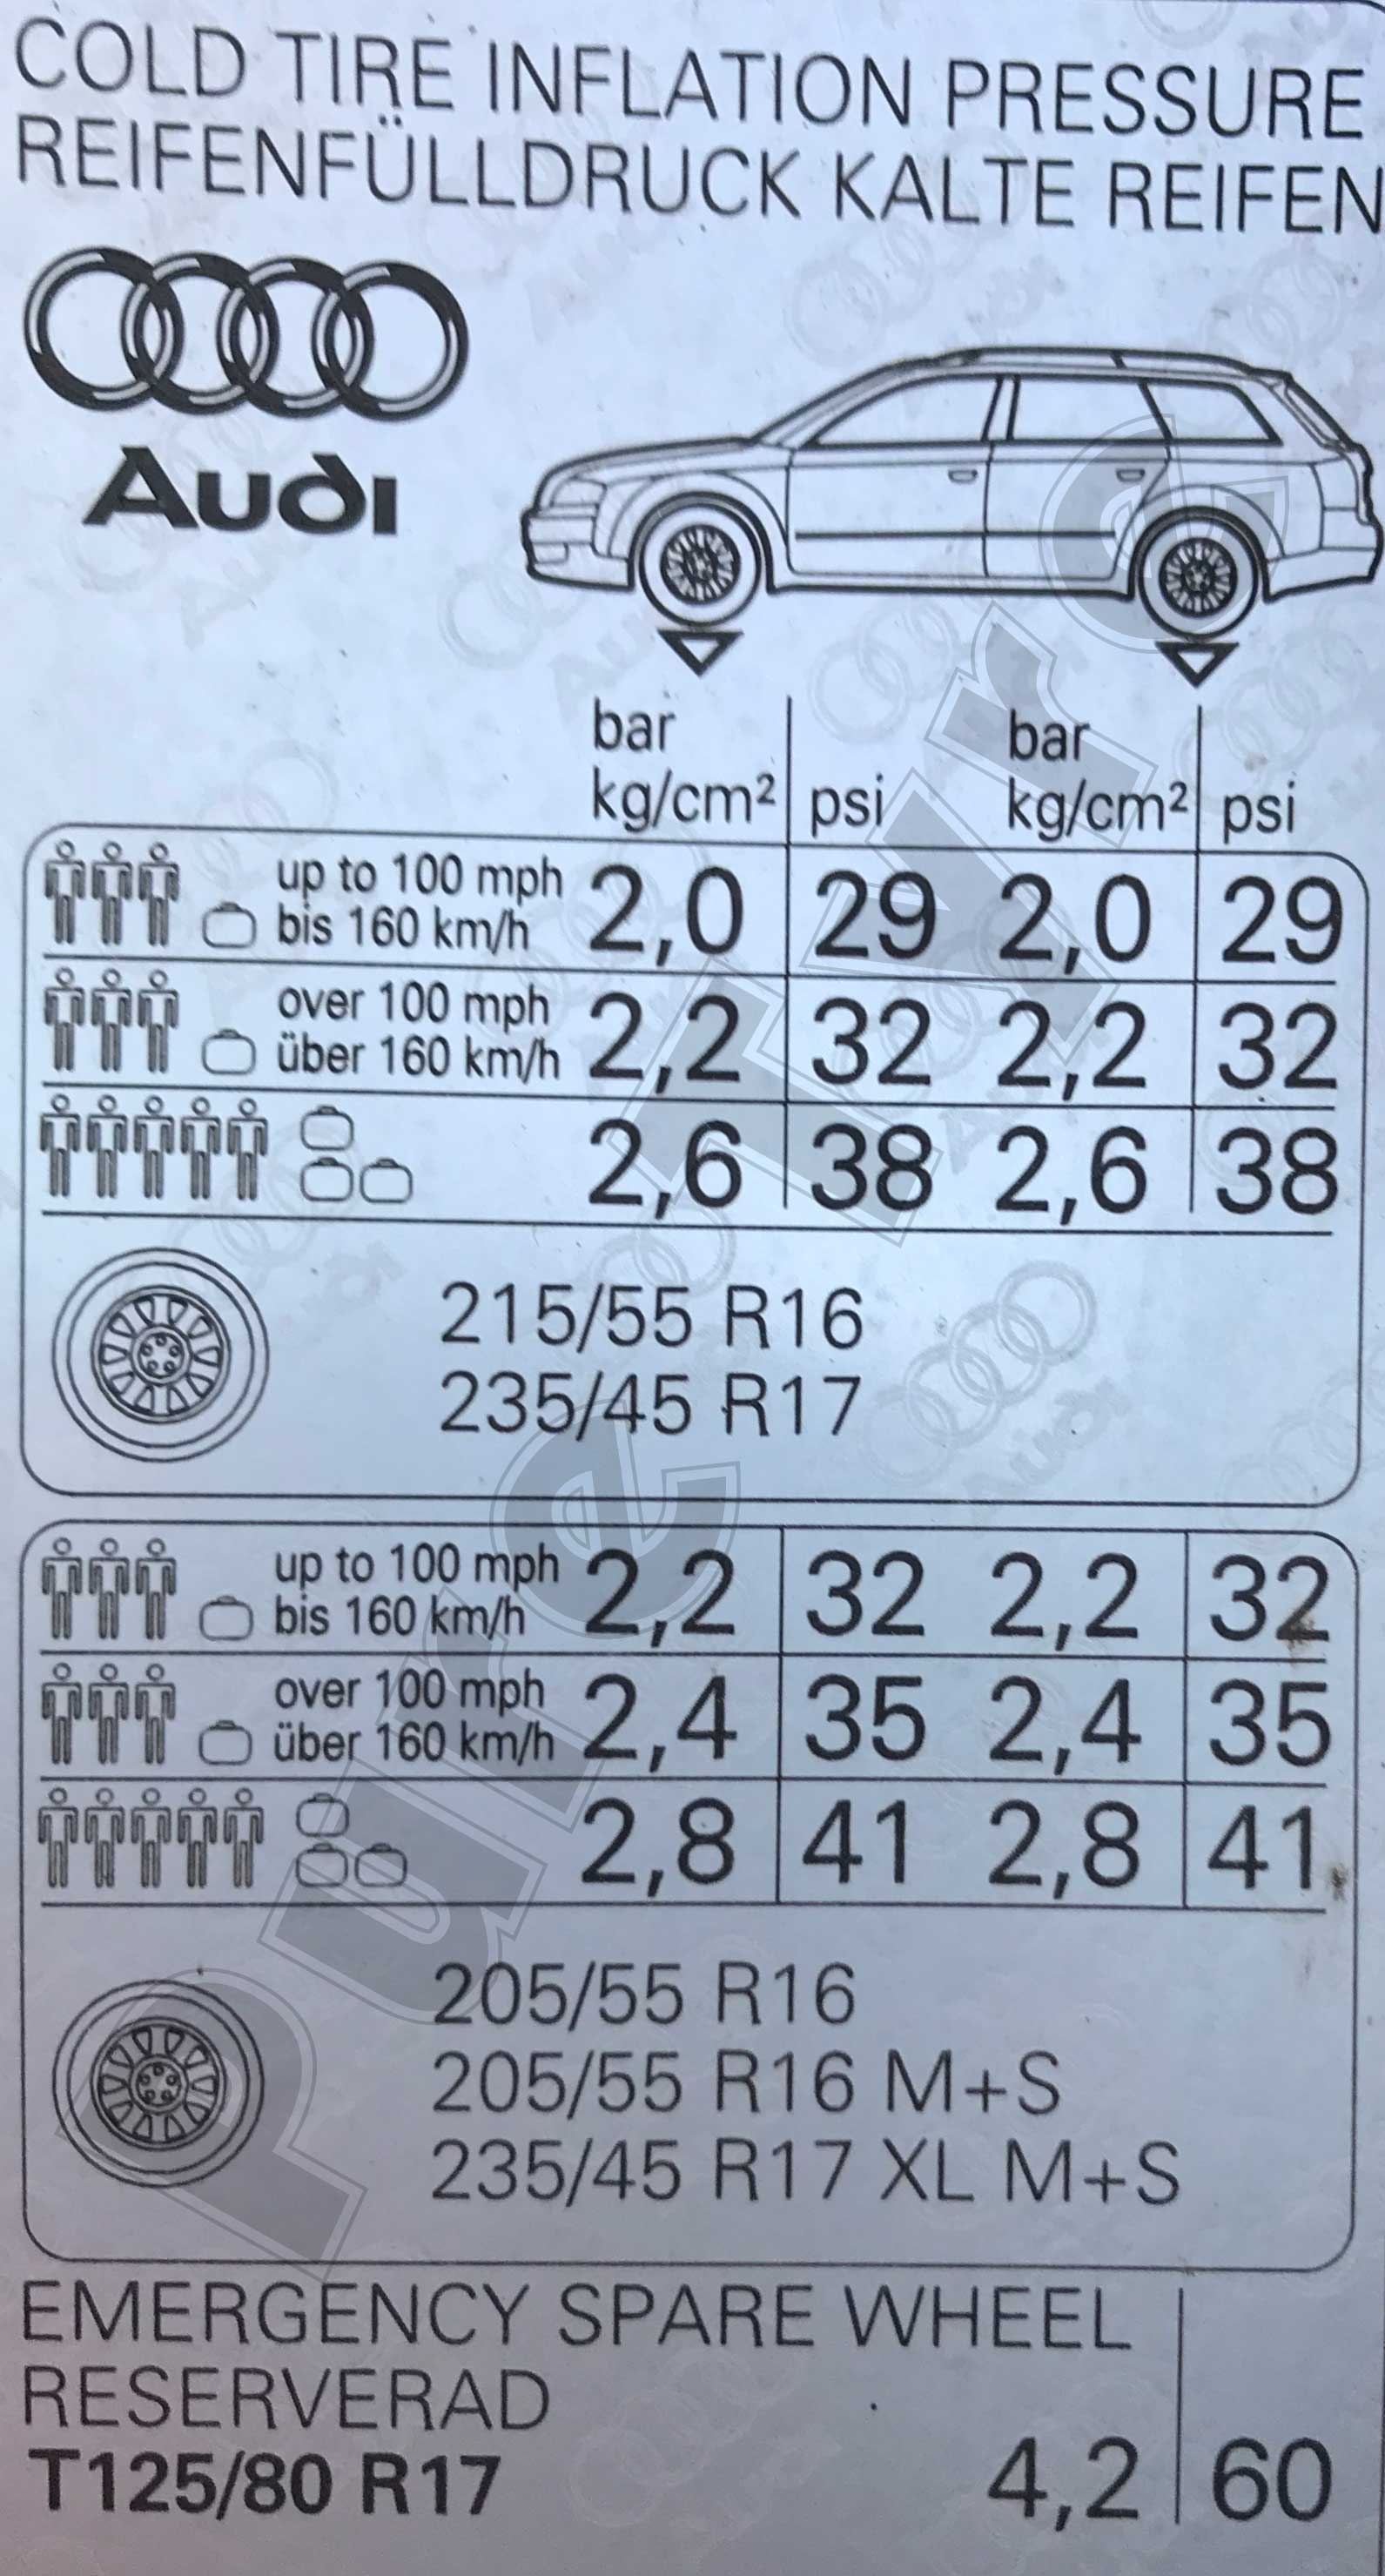 COLD TIRE INFLATION PRESSURE
REIFENFÜLLDRUCK KALTE REIFEN
Audi
bar bar
kg/cm² psi kg/cm² psi
up to 100 mph
bis 160 km/h 2,0 29 2,0 29
over 100 mph
über 160 km/h 2,2 32 2,2 32
2,6 38 2,6 38
215/55 R16
235/45 R17
up to 100 mph
bis 160 km/h 2,2 32 2,2 32
over 100 mph
über 160 km/h 2,4 35 2,4 35
2,8 41 2,8 41
205/55 R16
205/55 R16 M+S
235/45 R17 XL M+S
EMERGENCY SPARE WHEEL
RESERVERAD
T125/80 R17 4,2 60
Pure Tyre